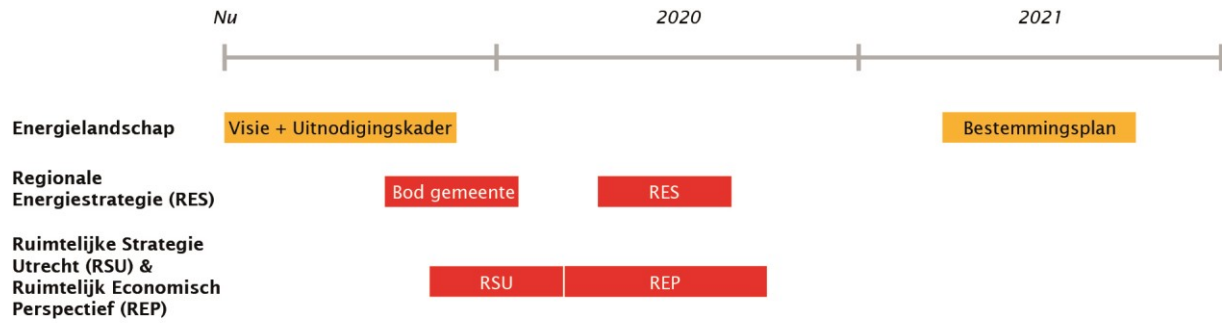 Nu 2020 2021
Energielandschap Visie + Uitnodigingskader Bestemmingsplan
Regionale
Energiestrategie (RES) Bod gemeente RES
Ruimtelijke Strategie
Utrecht (RSU) &
Ruimtelijk Economisch RSU REP
Perspectief (REP)